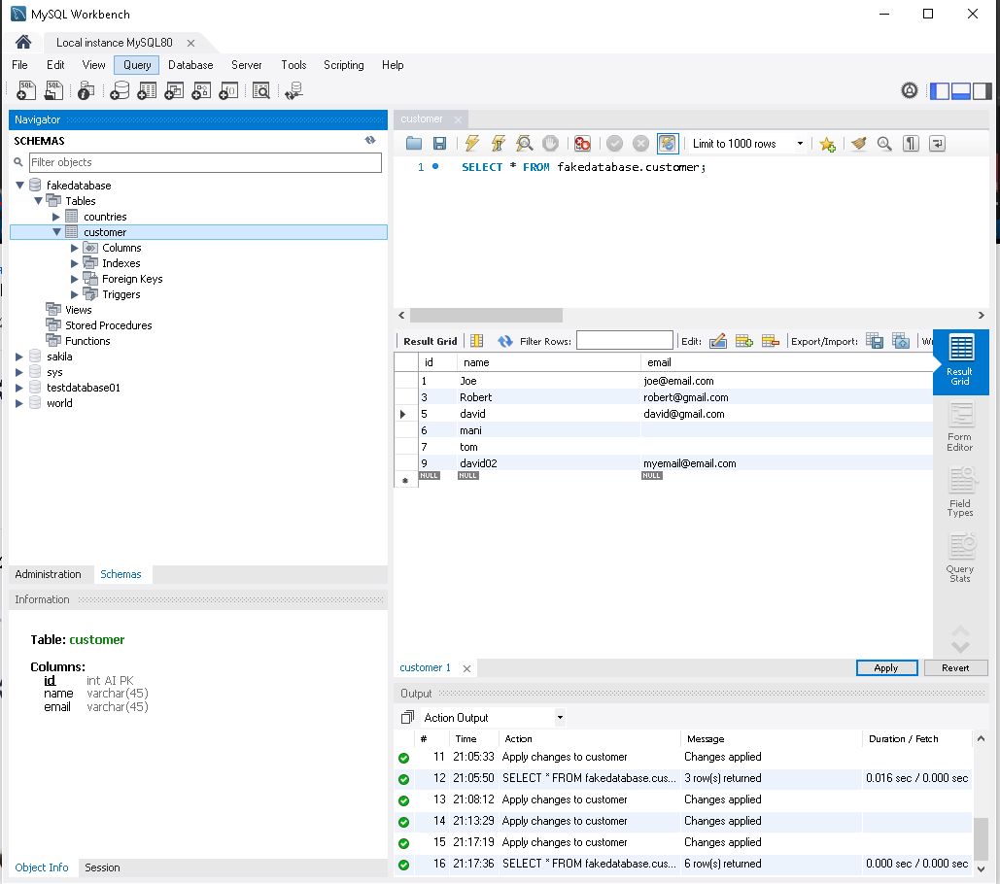 MySQL Workbench
Local instance MySQL80
File Edit View Query Database Server Tools Scripting Help
Navigator
SCHEMAS
Filter objects
fakedatabase
Tables
countries
customer
Columns
Indexes
Foreign Keys
Triggers
Views
Stored Procedures
Functions
sakila
sys
testdatabase01
world
Administration Schemas
Information
Table: customer
Columns:
id int AI PK
name varchar(45)
email varchar(45)
Object Info Session
customer
Limit to 1000 rows
1 SELECT * FROM fakedatabase.customer;
Result Grid Filter Rows: Edit: Export/Import:
id name email
1 Joe joe@email.com
3 Robert robert@gmail.com
5 david david@gmail.com
6 mani
7 tom
9 david02 myemail@email.com
NULL NULL NULL
Result
Grid
Form
Editor
Field
Types
Query
Stats
customer 1 Apply Revert
Output
Action Output
# Time Action Message Duration / Fetch
11 21:05:33 Apply changes to customer Changes applied
12 21:05:50 SELECT * FROM fakedatabase.cus... 3 row(s) returned 0.016 sec / 0.000 sec
13 21:08:12 Apply changes to customer Changes applied
14 21:13:29 Apply changes to customer Changes applied
15 21:17:19 Apply changes to customer Changes applied
16 21:17:36 SELECT * FROM fakedatabase.cus... 6 row(s) returned 0.000 sec / 0.000 sec